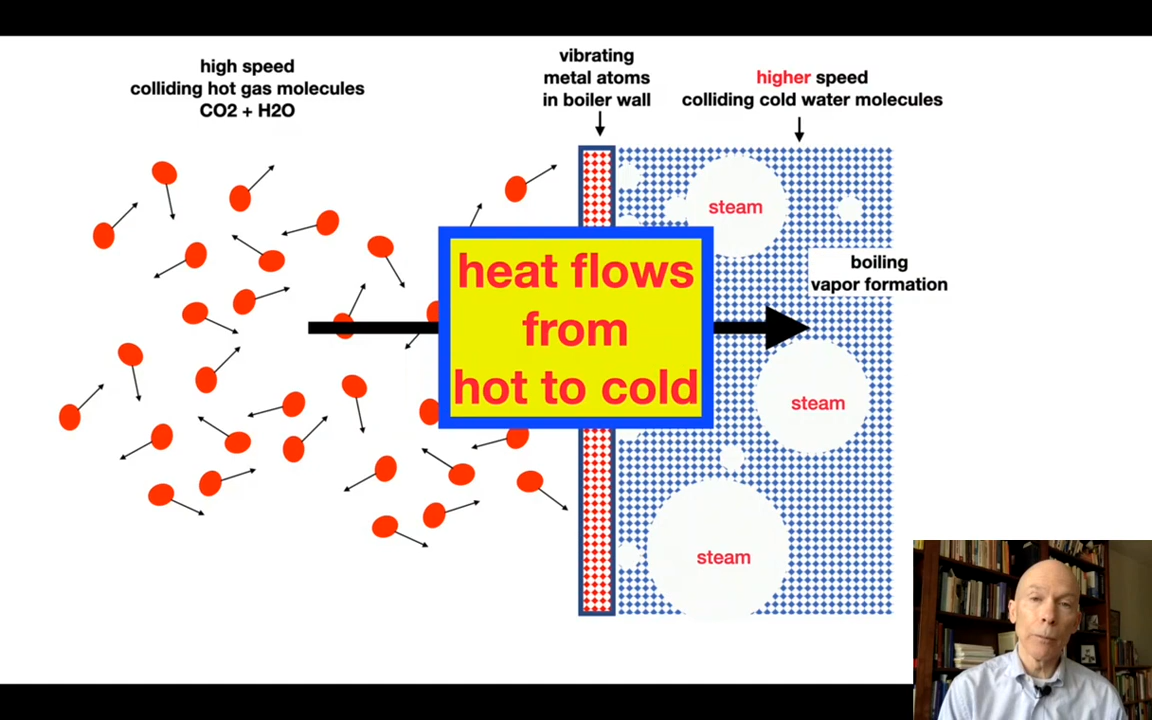 high speed
colliding hot gas molecules
CO2 + H2O
vibrating
metal atoms
in boiler wall
higher speed
colliding cold water molecules
steam
boiling
vapor formation
heat flows
from
hot to cold
steam
steam